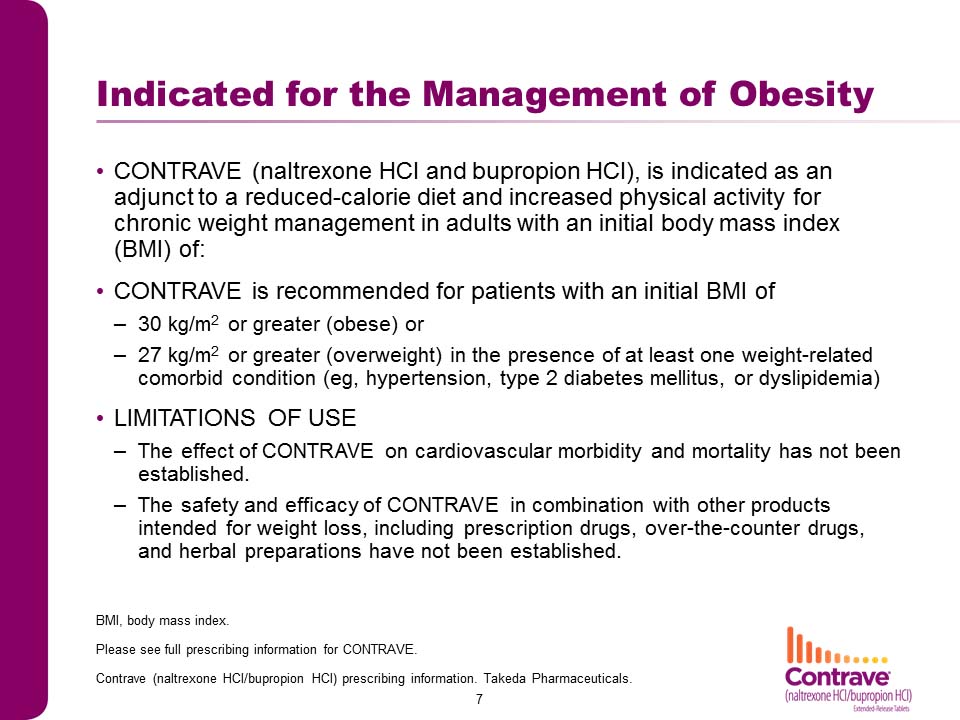 Indicated for the Management of Obesity
• CONTRAVE (naltrexone HCl and bupropion HCl), is indicated as an
adjunct to a reduced-calorie diet and increased physical activity for
chronic weight management in adults with an initial body mass index
(BMI) of:
• CONTRAVE is recommended for patients with an initial BMI of
– 30 kg/m² or greater (obese) or
– 27 kg/m² or greater (overweight) in the presence of at least one weight-related
comorbid condition (eg, hypertension, type 2 diabetes mellitus, or dyslipidemia)
• LIMITATIONS OF USE
– The effect of CONTRAVE on cardiovascular morbidity and mortality has not been
established.
– The safety and efficacy of CONTRAVE in combination with other products
intended for weight loss, including prescription drugs, over-the-counter drugs,
and herbal preparations have not been established.
BMI, body mass index.
Please see full prescribing information for CONTRAVE.
Contrave (naltrexone HCl/bupropion HCl) prescribing information. Takeda Pharmaceuticals.
7
Contrave®
(naltrexone HCl/bupropion HCl)
Extended-Release Tablets